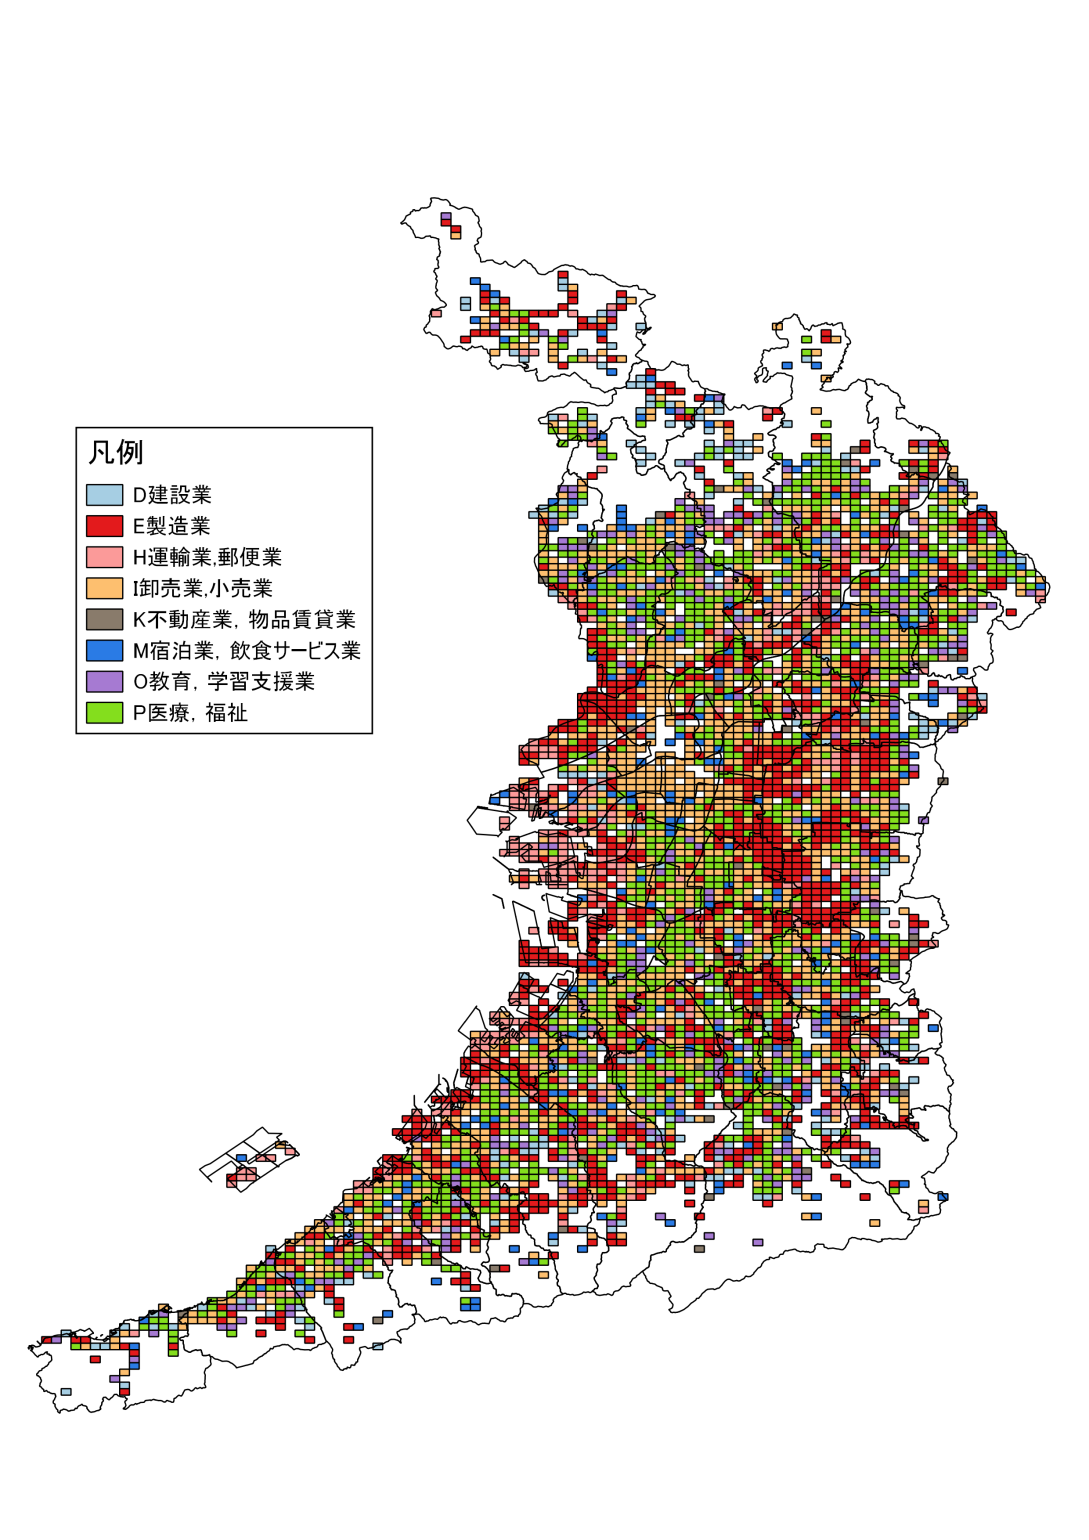 凡例
D建設業
E製造業
H運輸業,郵便業
I卸売業,小売業
K不動産業, 物品賃貸業
M宿泊業, 飲食サービス業
O教育, 学習支援業
P医療, 福祉